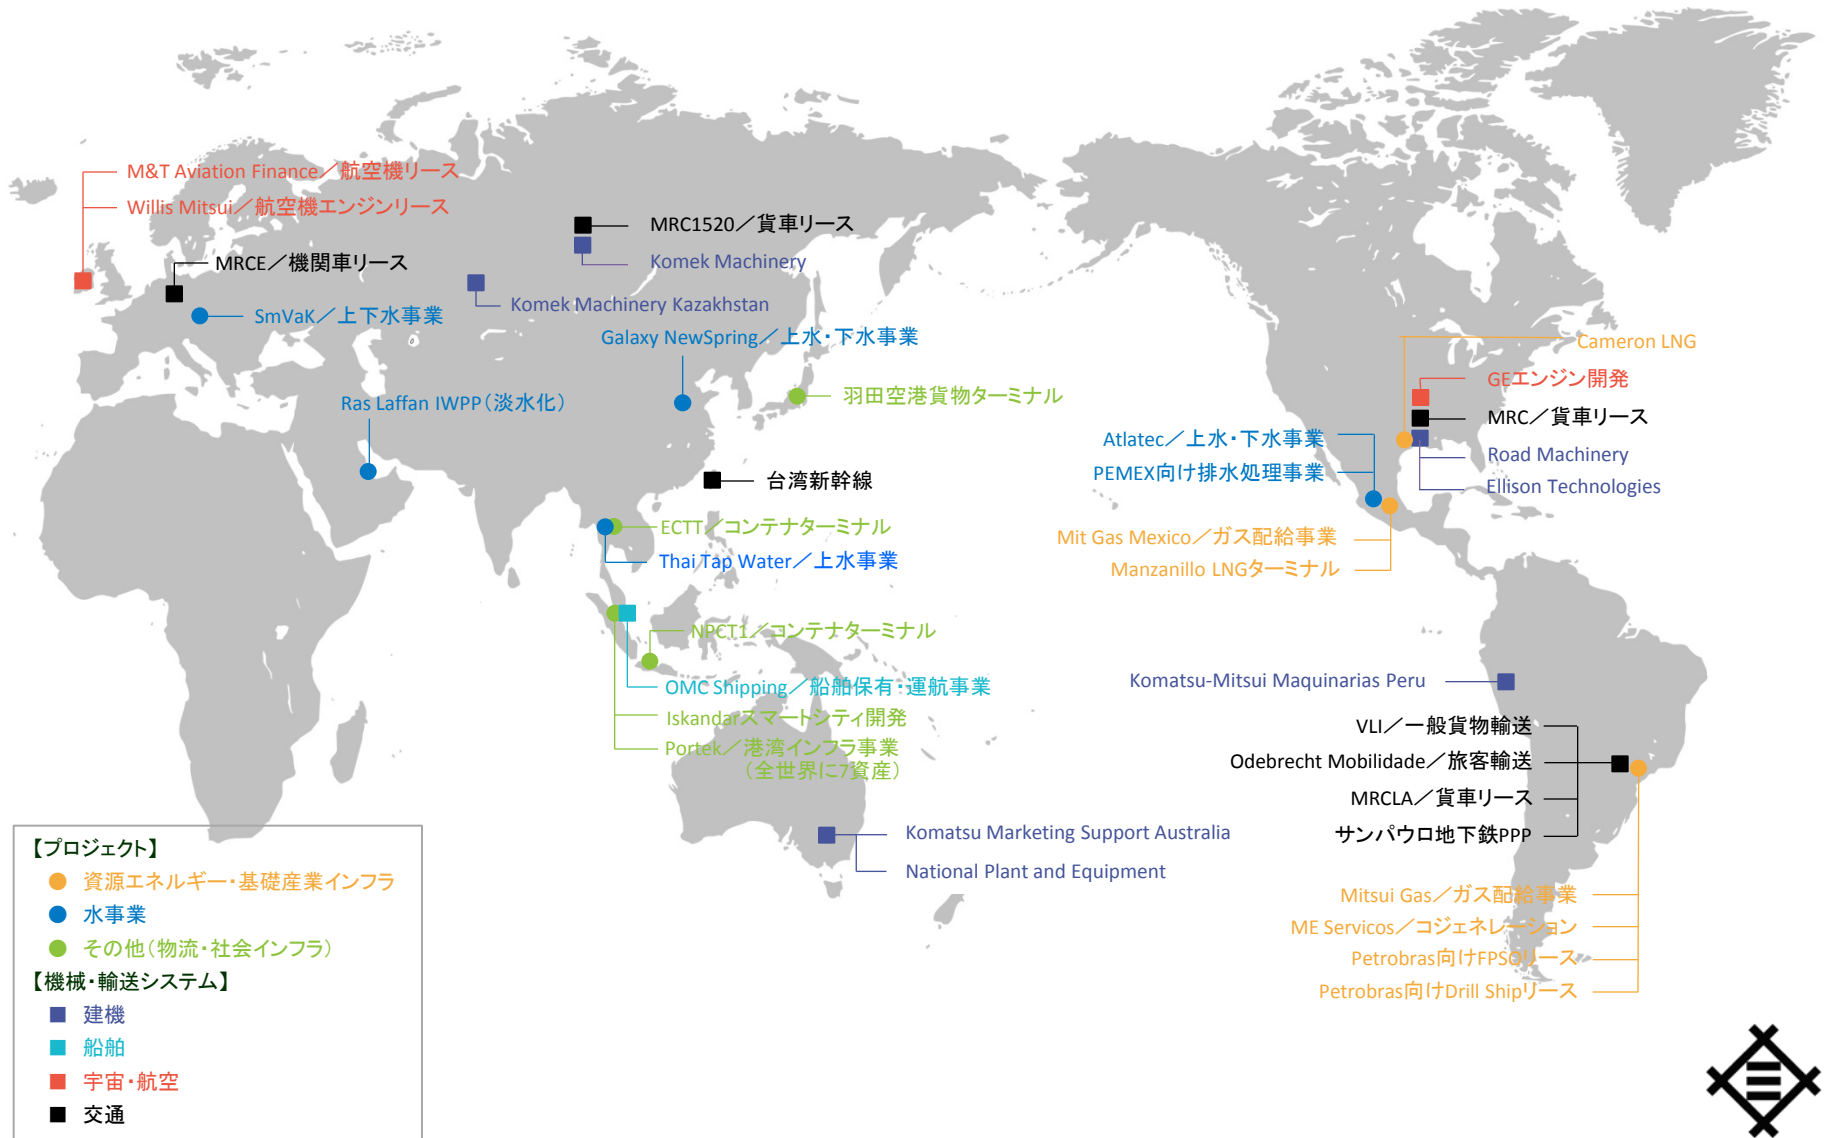 M&T Aviation Finance／航空機リース
Willis Mitsui／航空機エンジンリース
MRCE／機関車リース
SmVaK／上下水事業
MRC1520／貨車リース
Komek Machinery
Komek Machinery Kazakhstan
Galaxy NewSpring／上水・下水事業
Ras Laffan IWPP（淡水化）
羽田空港貨物ターミナル
台湾新幹線
ECTT／コンテナターミナル
Thai Tap Water／上水事業
NPCT1／コンテナターミナル
OMC Shipping／船舶保有・運航事業
Iskandarスマートシティ開発
Portek／港湾インフラ事業
（全世界に7資産）
Komatsu Marketing Support Australia
National Plant and Equipment
Cameron LNG
GEエンジン開発
MRC／貨車リース
Road Machinery
Ellison Technologies
Atlatec／上水・下水事業
PEMEX向け排水処理事業
Mit Gas Mexico／ガス配給事業
Manzanillo LNGターミナル
Komatsu-Mitsui Maquinarias Peru
VLI／一般貨物輸送
Odebrecht Mobilidade／旅客輸送
MRCLA／貨車リース
サンパウロ地下鉄PPP
Mitsui Gas／ガス配給事業
ME Servicos／コジェネレーション
Petrobras向けFPSOリース
Petrobras向けDrill Shipリース
【プロジェクト】
資源エネルギー・基礎産業インフラ
水事業
その他（物流・社会インフラ）
【機械・輸送システム】
建機
船舶
宇宙・航空
交通